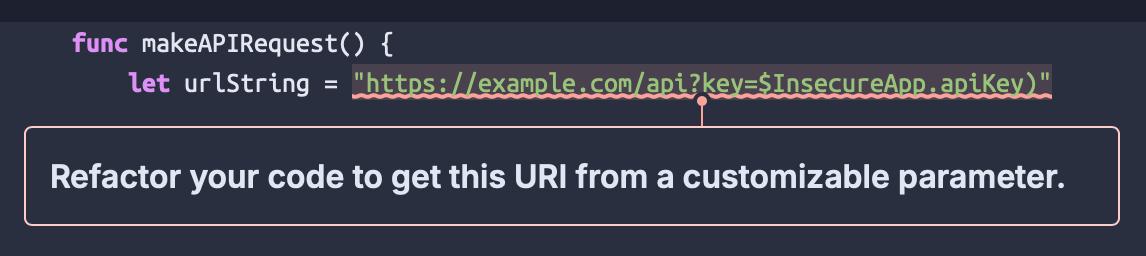 func makeAPIRequest() {
let urlString = "https://example.com/api?key=$InsecureApp.apiKey)"
Refactor your code to get this URI from a customizable parameter.